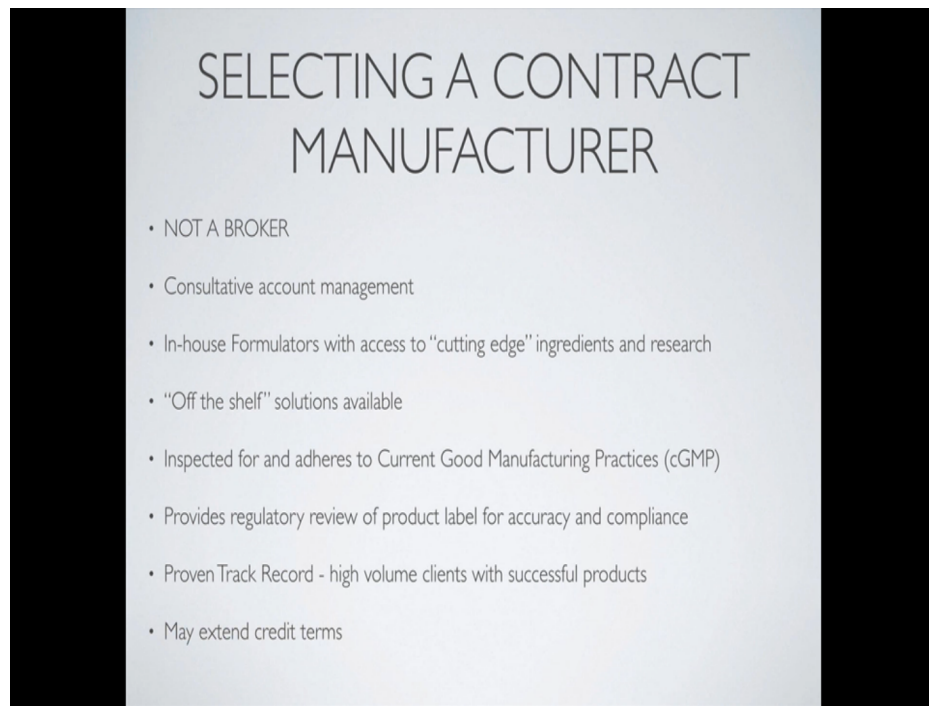 SELECTING A CONTRACT
MANUFACTURER
• NOT A BROKER
• Consultative account management
• In-house Formulators with access to “cutting edge” ingredients and research
• “Off the shelf” solutions available
• Inspected for and adheres to Current Good Manufacturing Practices (cGMP)
• Provides regulatory review of product label for accuracy and compliance
• Proven Track Record - high volume clients with successful products
• May extend credit terms